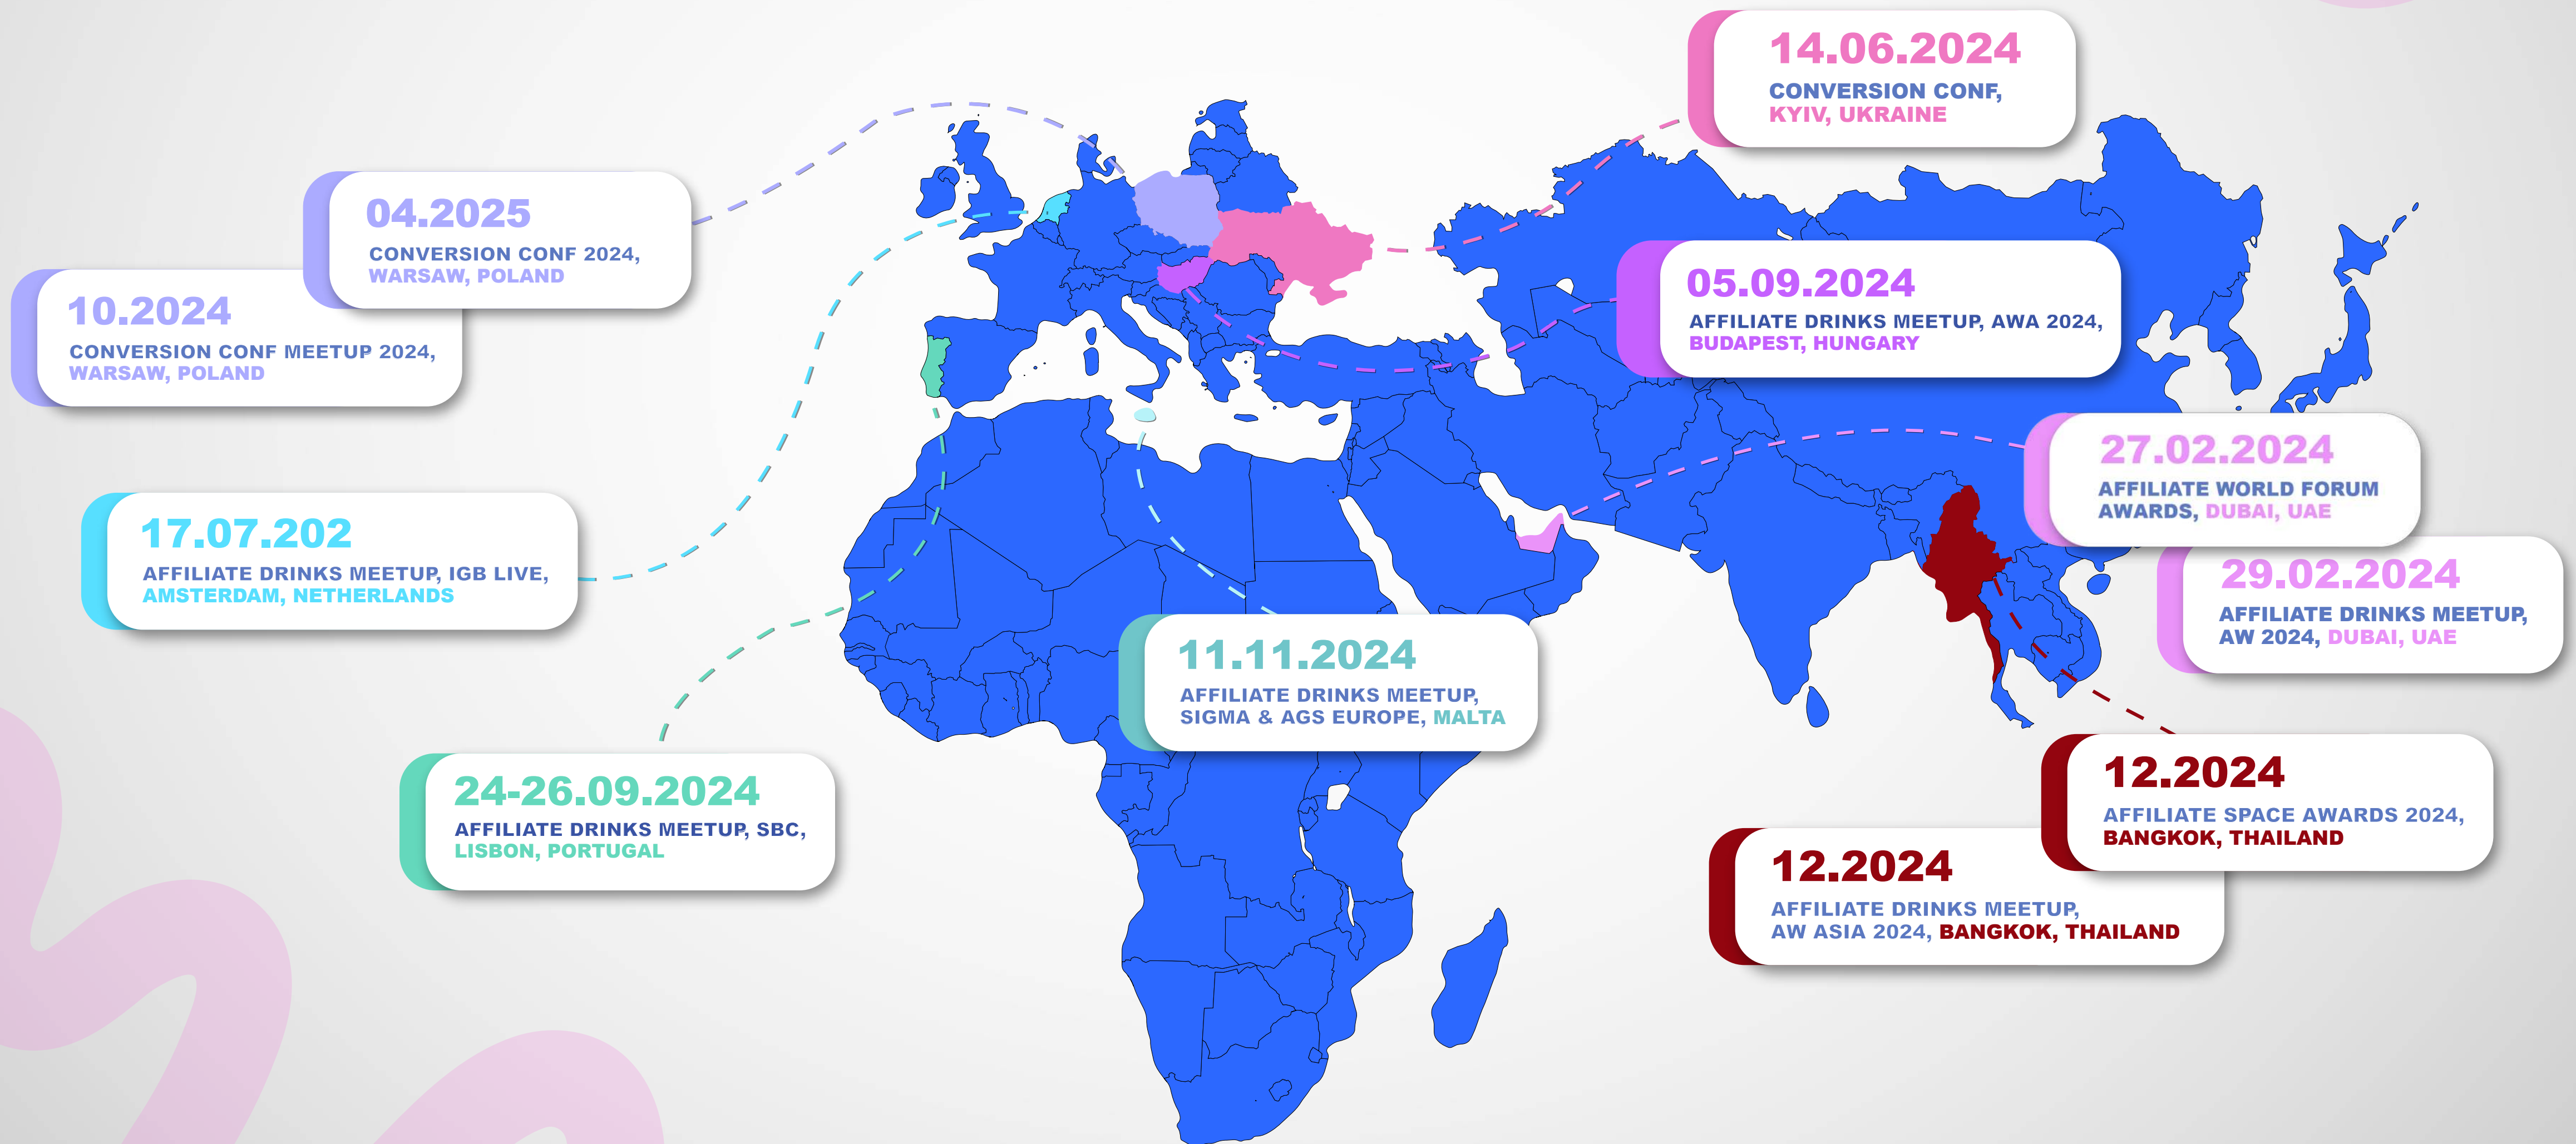 14.06.2024
CONVERSION CONF,
KYIV, UKRAINE
04.2025
CONVERSION CONF 2024,
WARSAW, POLAND
10.2024
CONVERSION CONF MEETUP 2024,
WARSAW, POLAND
05.09.2024
AFFILIATE DRINKS MEETUP, AWA 2024,
BUDAPEST, HUNGARY
27.02.2024
AFFILIATE WORLD FORUM
AWARDS, DUBAI, UAE
29.02.2024
AFFILIATE DRINKS MEETUP,
AW 2024, DUBAI, UAE
17.07.202
AFFILIATE DRINKS MEETUP, IGB LIVE,
AMSTERDAM, NETHERLANDS
11.11.2024
AFFILIATE DRINKS MEETUP,
SIGMA & AGS EUROPE, MALTA
24-26.09.2024
AFFILIATE DRINKS MEETUP, SBC,
LISBON, PORTUGAL
12.2024
AFFILIATE SPACE AWARDS 2024,
BANGKOK, THAILAND
12.2024
AFFILIATE DRINKS MEETUP,
AW ASIA 2024, BANGKOK, THAILAND